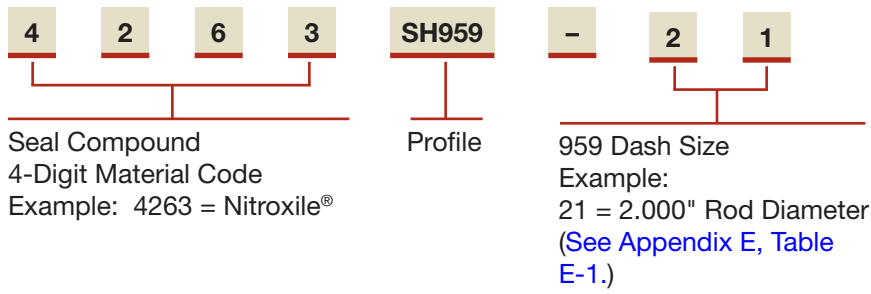 4 2 6 3 SH959 – 2 1
Seal Compound
4-Digit Material Code
Example: 4263 = Nitroxile®
Profile
959 Dash Size
Example:
21 = 2.000" Rod Diameter
(See Appendix E, Table
E-1.)